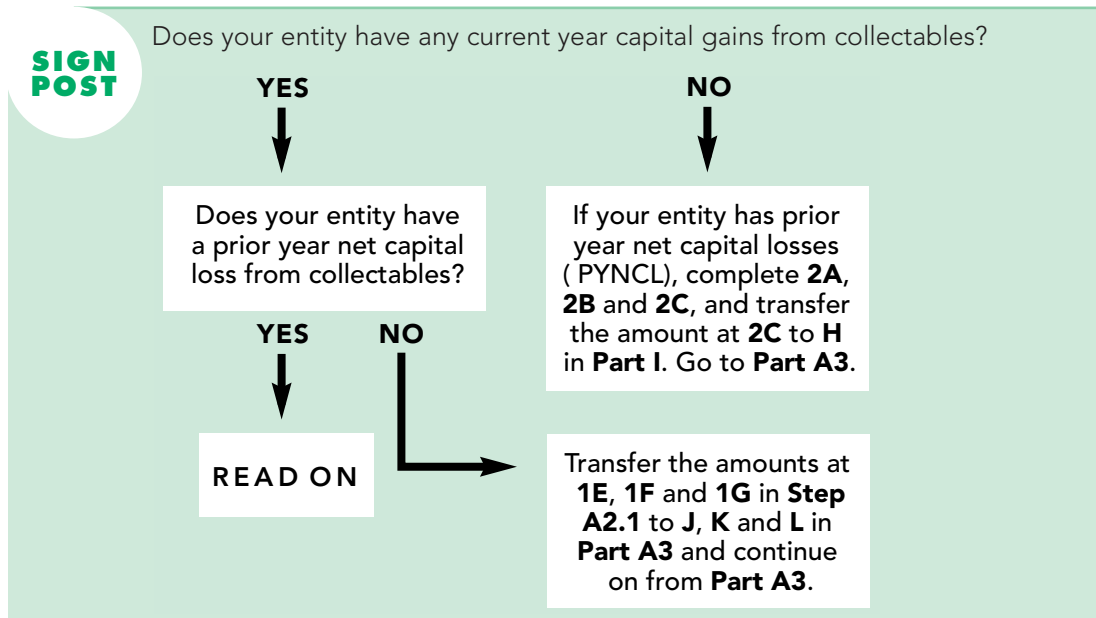 SIGN
POST
Does your entity have any current year capital gains from collectables?
YES
NO
Does your entity have
a prior year net capital
loss from collectables?
If your entity has prior
year net capital losses
( PYNCL), complete 2A,
2B and 2C, and transfer
the amount at 2C to H
in Part I. Go to Part A3.
YES
NO
READ ON
Transfer the amounts at
1E, 1F and 1G in Step
A2.1 to J, K and L in
Part A3 and continue
on from Part A3.